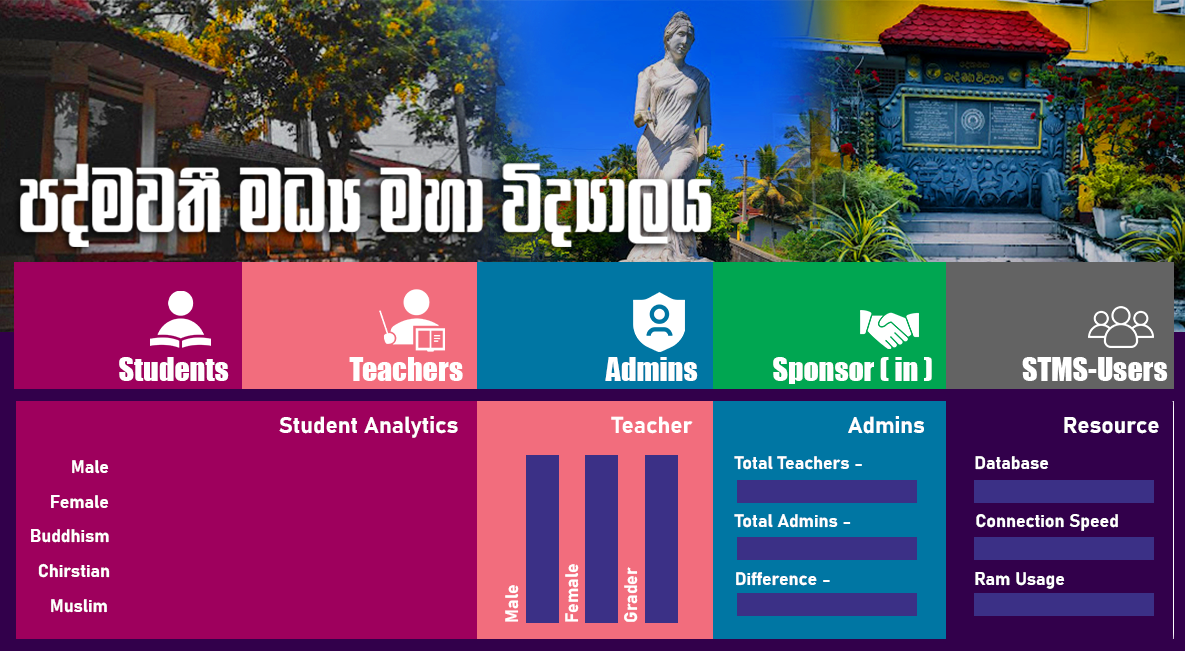 පද්මවතී මධ්‍ය මහා විද්‍යාලය
Students
Teachers
Admins
Sponsor ( in )
STMS-Users
Student Analytics
Male
Female
Buddhism
Chirstian
Muslim
Teacher
Male
Female
Grader
Admins
Total Teachers -
Total Admins -
Difference -
Resource
Database
Connection Speed
Ram Usage